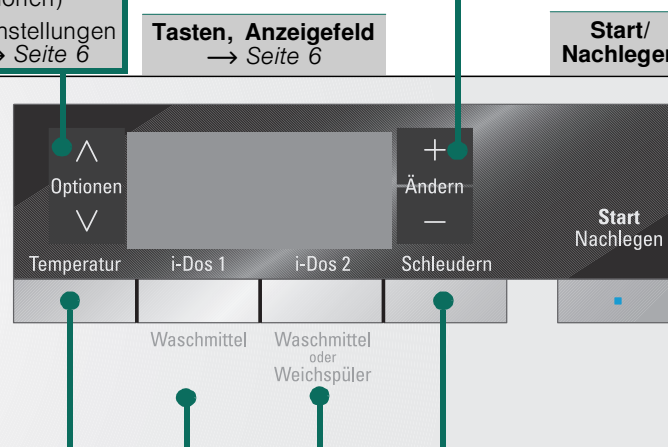 nstellungen
Seite 6
Tasten, Anzeigefeld
→ Seite 6
Start/
Optionen
Ändern
Start
Nachlegen
Temperatur
i-Dos 1
i-Dos 2
Schleudern
Waschmittel
Waschmittel
oder
Weichspüler